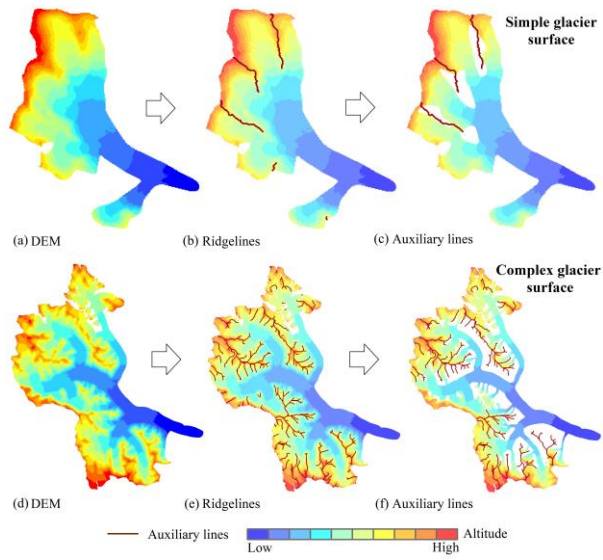 Simple glacier
surface
(a) DEM
(b) Ridgelines
(c) Auxiliary lines
Complex glacier
surface
(d) DEM
(e) Ridgelines
(f) Auxiliary lines
Auxiliary lines
Altitude
Low
High